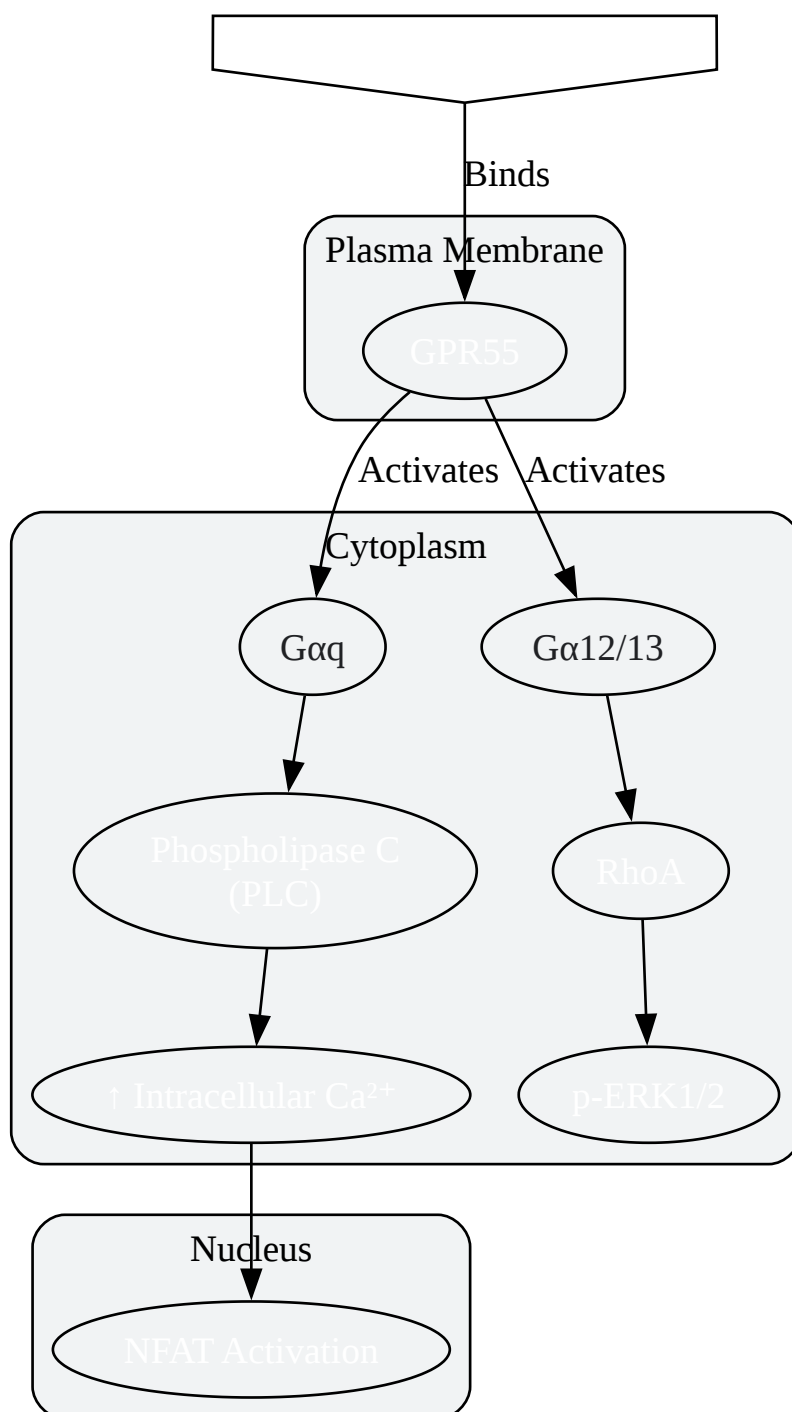 Binds
Plasma Membrane
GPR55
Activates Activates
Cytoplasm
Gαq Gα12/13
Phospholipase C
(PLC)
RhoA
↑ Intracellular Ca²⁺ p-ERK1/2
Nucleus
NFAT Activation